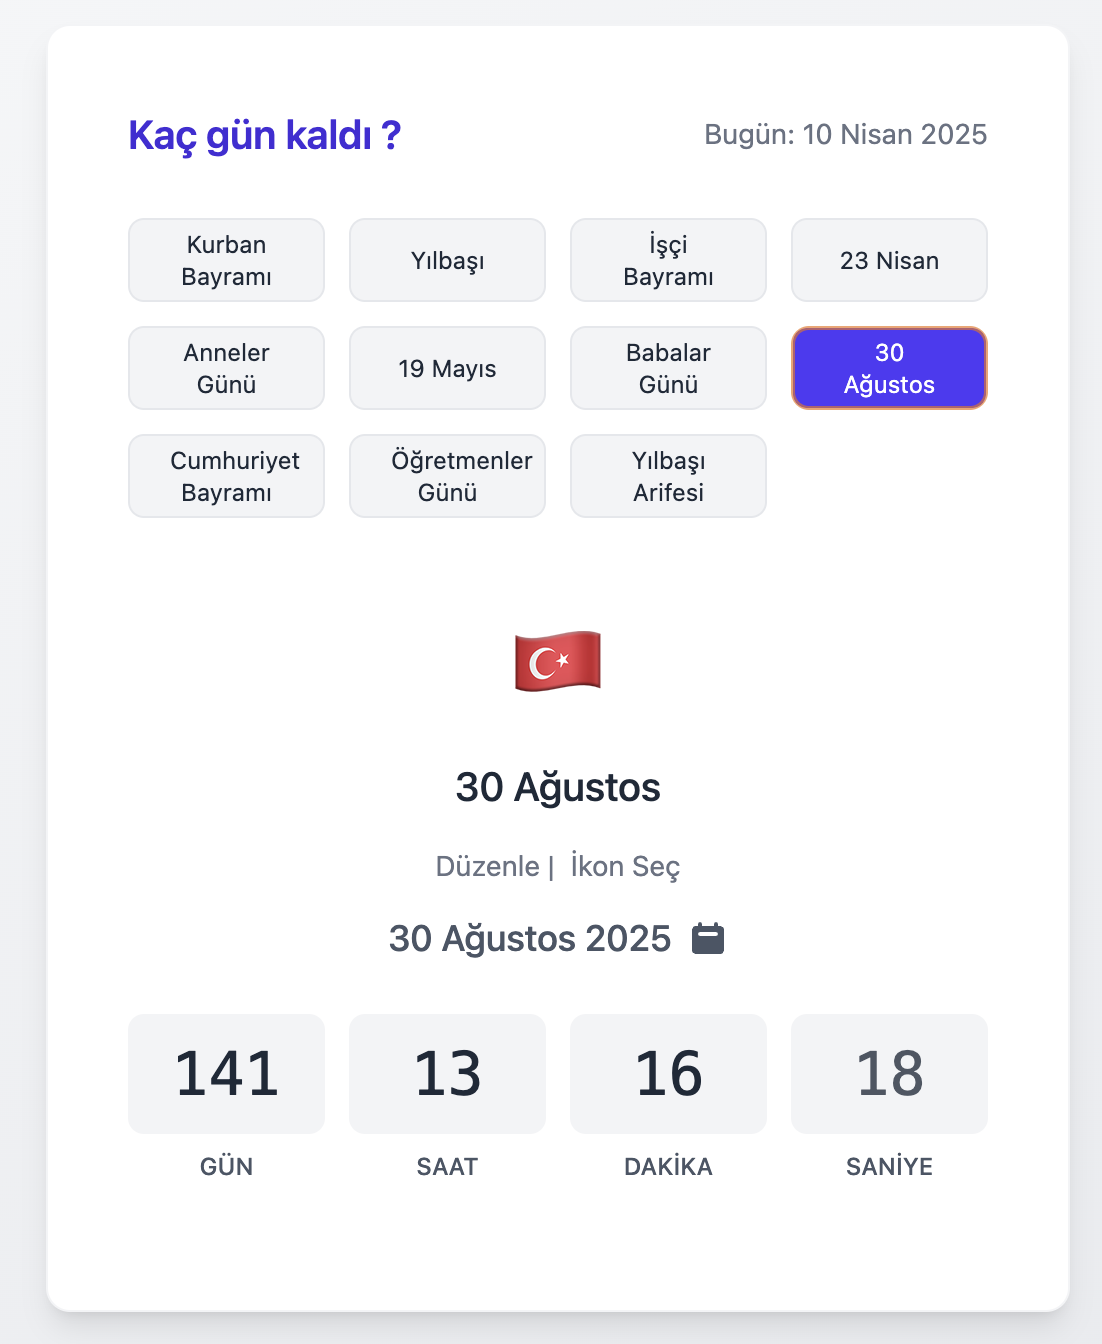 Kaç gün kaldı ?
Bugün: 10 Nisan 2025
Kurban
Bayramı
Yılbaşı
İşçi
Bayramı
23 Nisan
Anneler
Günü
19 Mayıs
Babalar
Günü
30
Ağustos
Cumhuriyet
Bayramı
Öğretmenler
Günü
Yılbaşı
Arifesi
30 Ağustos
Düzenle | İkon Seç
30 Ağustos 2025
141
GÜN
13
SAAT
16
DAKİKA
18
SANİYE